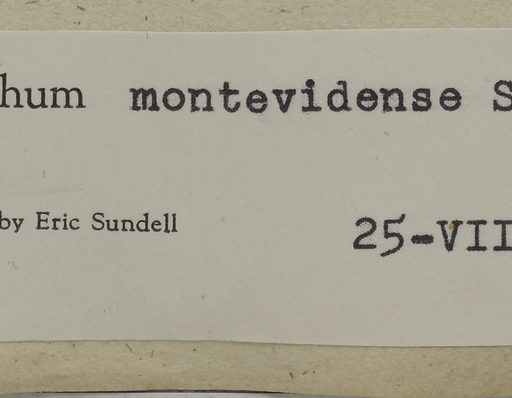 hum montevidense S
by Eric Sundell
25-VII